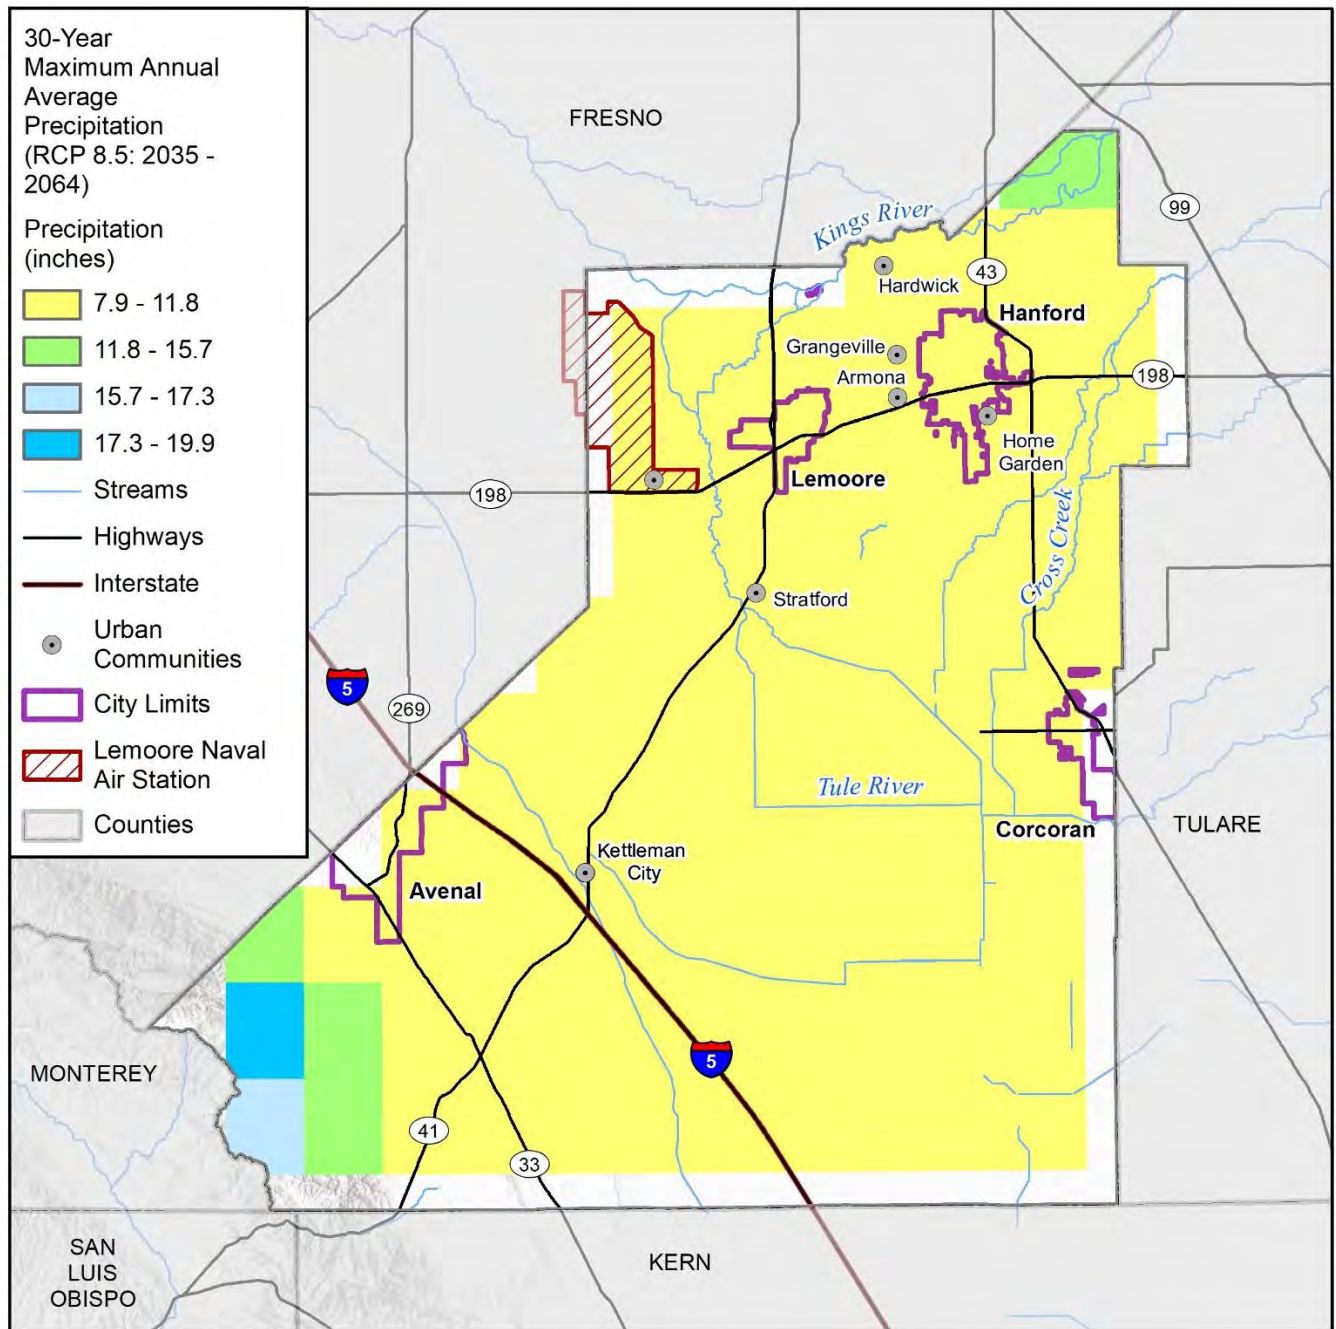 30-Year
Maximum Annual
Average
Precipitation
(RCP 8.5: 2035 -
2064)
Precipitation
(inches)
7.9 - 11.8
11.8 - 15.7
15.7 - 17.3
17.3 - 19.9
Streams
Highways
Interstate
Urban
Communities
City Limits
Lemoore Naval
Air Station
Counties
FRESNO
99
Kings River
43
Hardwick
Hanford
Grangeville
Armona
198
Home
Garden
Lemoore
198
Cross Creek
Stratford
5
269
Tule River
Corcoran
TULARE
Kettleman
City
Avenal
5
MONTEREY
41
33
SAN
LUIS
OBISPO
KERN